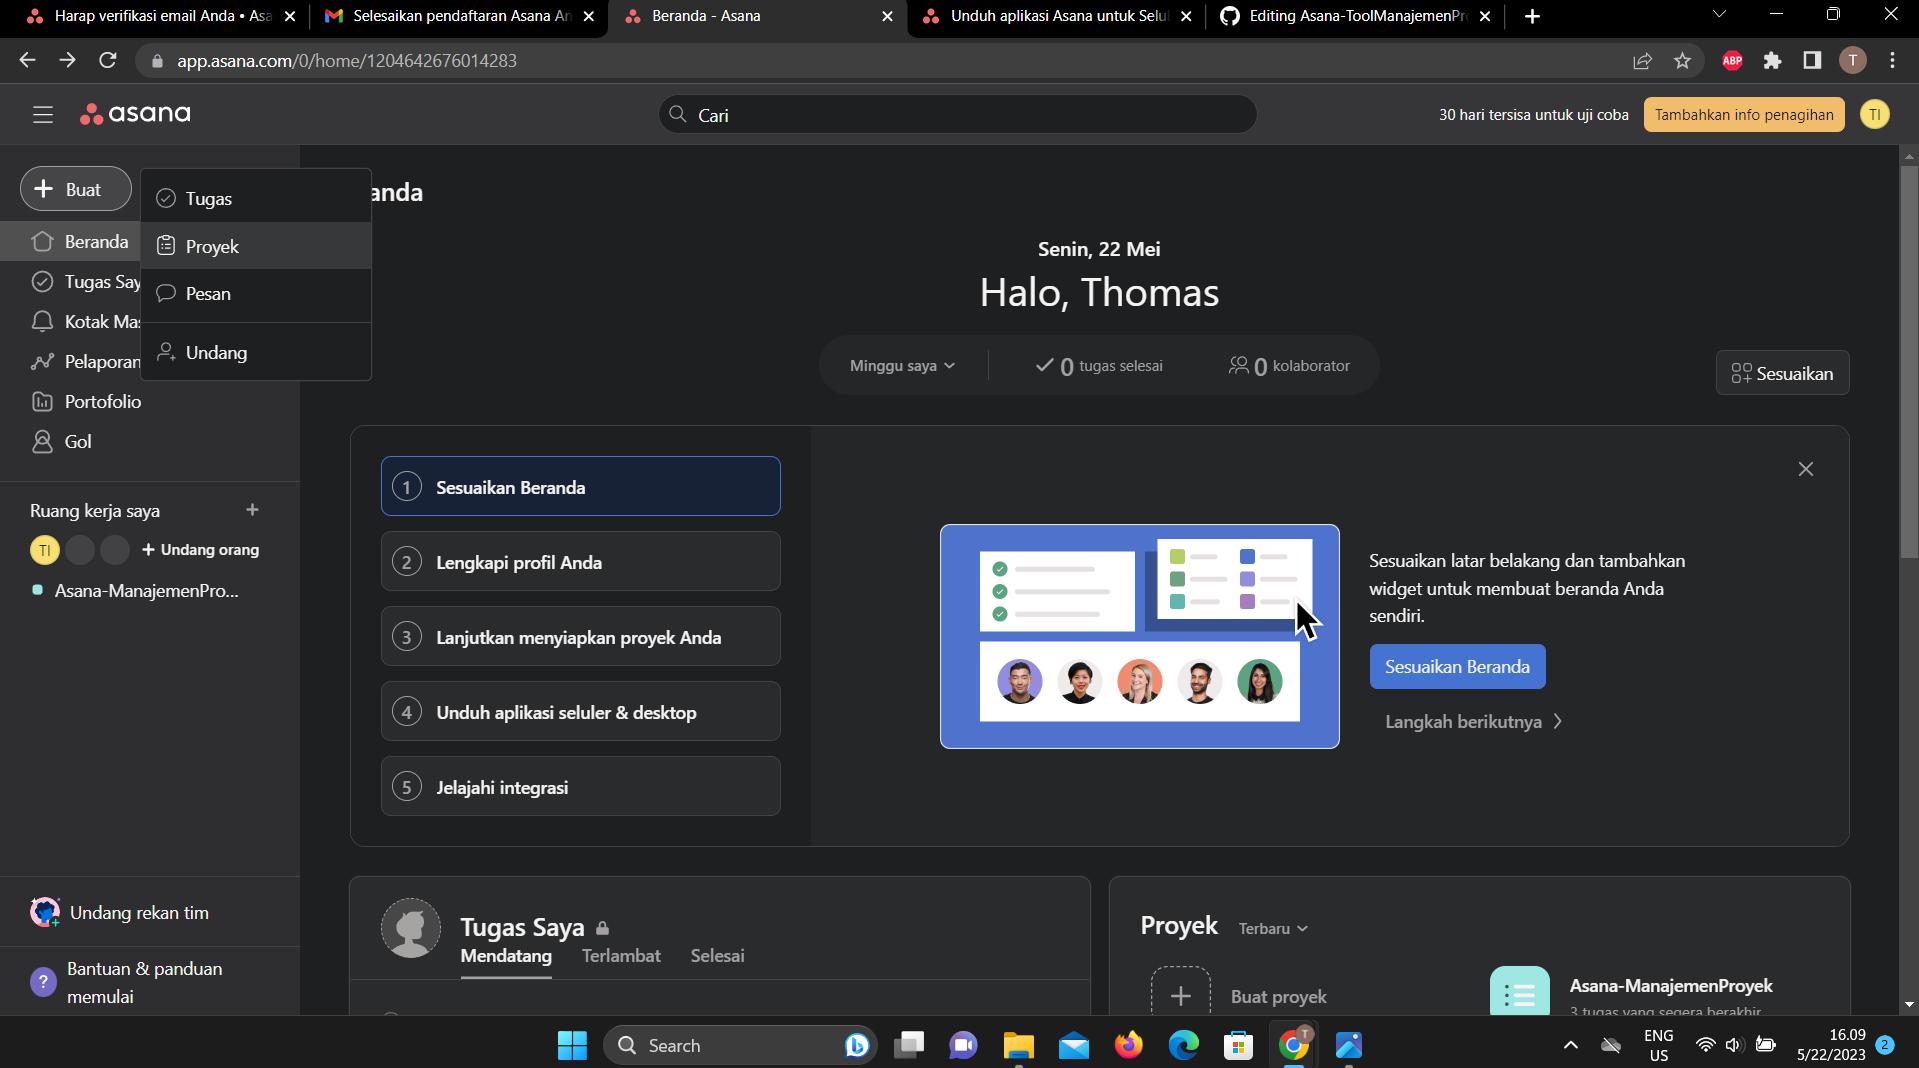 Harap verifikasi email Anda • Asa
Selesaikan pendaftaran Asana An
Beranda - Asana
Unduh aplikasi Asana untuk Selul
Editing Asana-ToolManajemenPr
app.asana.com/0/home/1204642676014283
ABP
T
asana
Cari
30 hari tersisa untuk uji coba
Tambahkan info penagihan
TI
Buat
Tugas
Proyek
Pesan
Undang
anda
Beranda
Tugas Say
Kotak Mas
Pelaporan
Portofolio
Gol
Ruang kerja saya
TI
+ Undang orang
Asana-ManajemenPro...
Undang rekan tim
? Bantuan & panduan
memulai
Senin, 22 Mei
Halo, Thomas
Minggu saya
0 tugas selesai
0 kolaborator
Sesuaikan
1 Sesuaikan Beranda
2 Lengkapi profil Anda
3 Lanjutkan menyiapkan proyek Anda
4 Unduh aplikasi seluler & desktop
5 Jelajahi integrasi
Sesuaikan latar belakang dan tambahkan
widget untuk membuat beranda Anda
sendiri.
Sesuaikan Beranda
Langkah berikutnya
Tugas Saya
Mendatang Terlambat Selesai
Proyek Terbaru
Buat proyek
Asana-ManajemenProyek
3 tugas yang segera berakhir
Search
ENG
US
16.09
5/22/2023
2